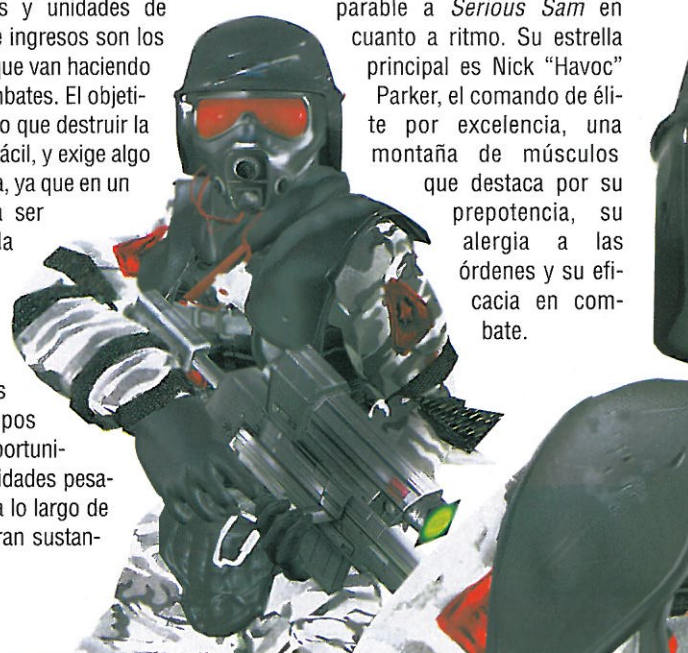 s y unidades de
e ingresos son los
que van haciendo
bates. El objeti-
o que destruir la
ácil, y exige algo
a, ya que en un
a ser
la
s
pos
portuni-
idades pesa-
a lo largo de
ran sustan-
parable a Serious Sam en
cuanto a ritmo. Su estrella
principal es Nick “Havoc”
Parker, el comando de éli-
te por excelencia, una
montaña de músculos
que destaca por su
prepotencia, su
alergia a las
órdenes y su efi-
cacia en com-
bate.